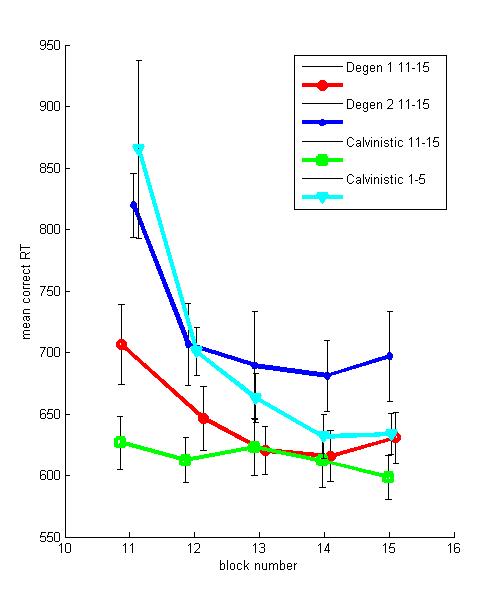 950
900
850
800
750
700
650
600
550
10
11
12
13
14
15
16
mean correct RT
block number
Degen 1 11-15
Degen 2 11-15
Calvinistic 11-15
Calvinistic 1-5